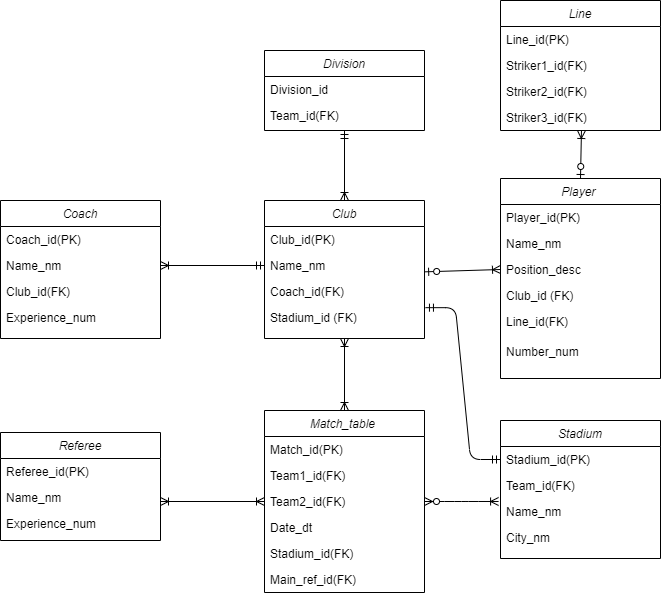 Line
Line_id(PK)
Striker1_id(FK)
Striker2_id(FK)
Striker3_id(FK)
Division
Division_id
Team_id(FK)
Coach
Coach_id(PK)
Name_nm
Club_id(FK)
Experience_num
Club
Club_id(PK)
Name_nm
Coach_id(FK)
Stadium_id (FK)
Player
Player_id(PK)
Name_nm
Position_desc
Club_id (FK)
Line_id(FK)
Number_num
Referee
Referee_id(PK)
Name_nm
Experience_num
Match_table
Match_id(PK)
Team1_id(FK)
Team2_id(FK)
Date_dt
Stadium_id(FK)
Main_ref_id(FK)
Stadium
Stadium_id(PK)
Team_id(FK)
Name_nm
City_nm